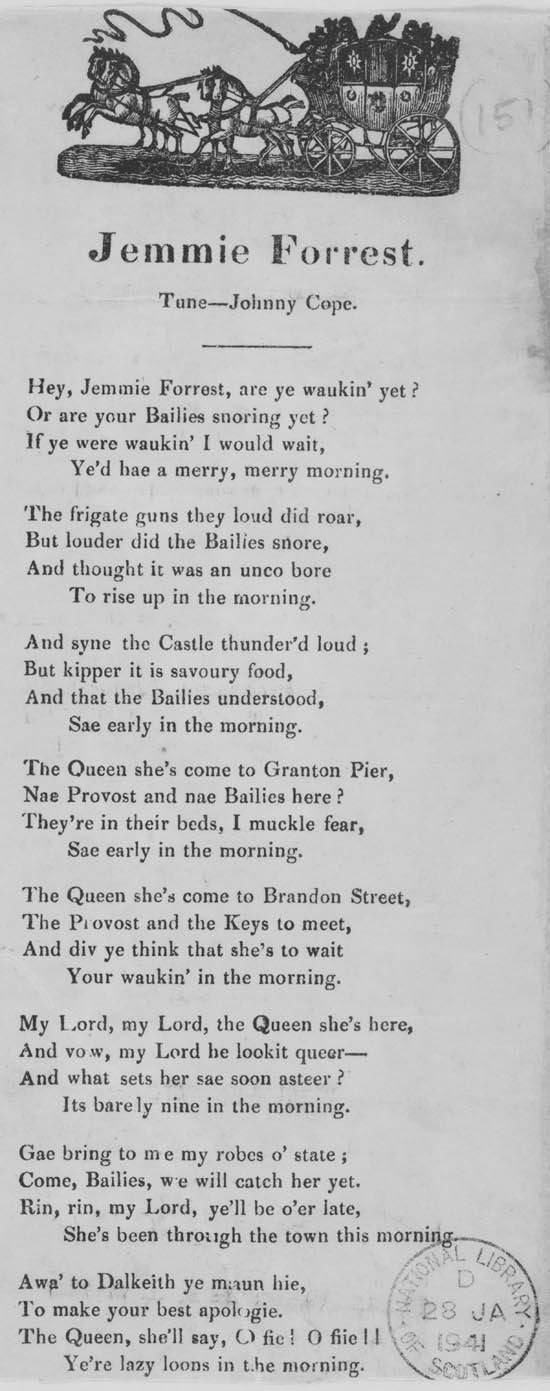 (151
Jemmie Forrest.
Tune—Johnny Cope.
Hey, Jemmie Forrest, are ye waukin' yet?
Or are your Bailies snoring yet?
If ye were waukin' I would wait,
Ye'd hae a merry, merry morning.
The frigate guns they loud did roar,
But louder did the Bailies snore,
And thought it was an unco bore
To rise up in the morning.
And syne the Castle thunder'd loud;
But kipper it is savoury food,
And that the Bailies understood,
Sae early in the morning.
The Queen she's come to Granton Pier,
Nae Provost and nae Bailies here?
They're in their beds, I muckle fear,
Sae early in the morning.
The Queen she's come to Brandon Street,
The Provost and the Keys to meet,
And div ye think that she's to wait
Your waukin' in the morning.
My Lord, my Lord, the Queen she's here,
And vow, my Lord he lookit queer—
And what sets her sae soon asteer?
Its barely nine in the morning.
Gae bring to me my robes o' state;
Come, Bailies, we will catch her yet.
Rin, rin, my Lord, ye'll be o'er late,
She's been through the town this morning.
Awa' to Dalkeith ye maun hie,
To make your best apologie.
The Queen, she'll say, O fie! O fiie!!
Ye're lazy loons in the morning.
NATIONAL LIBRARY OF SCOTLAND
D
28 JA
1941